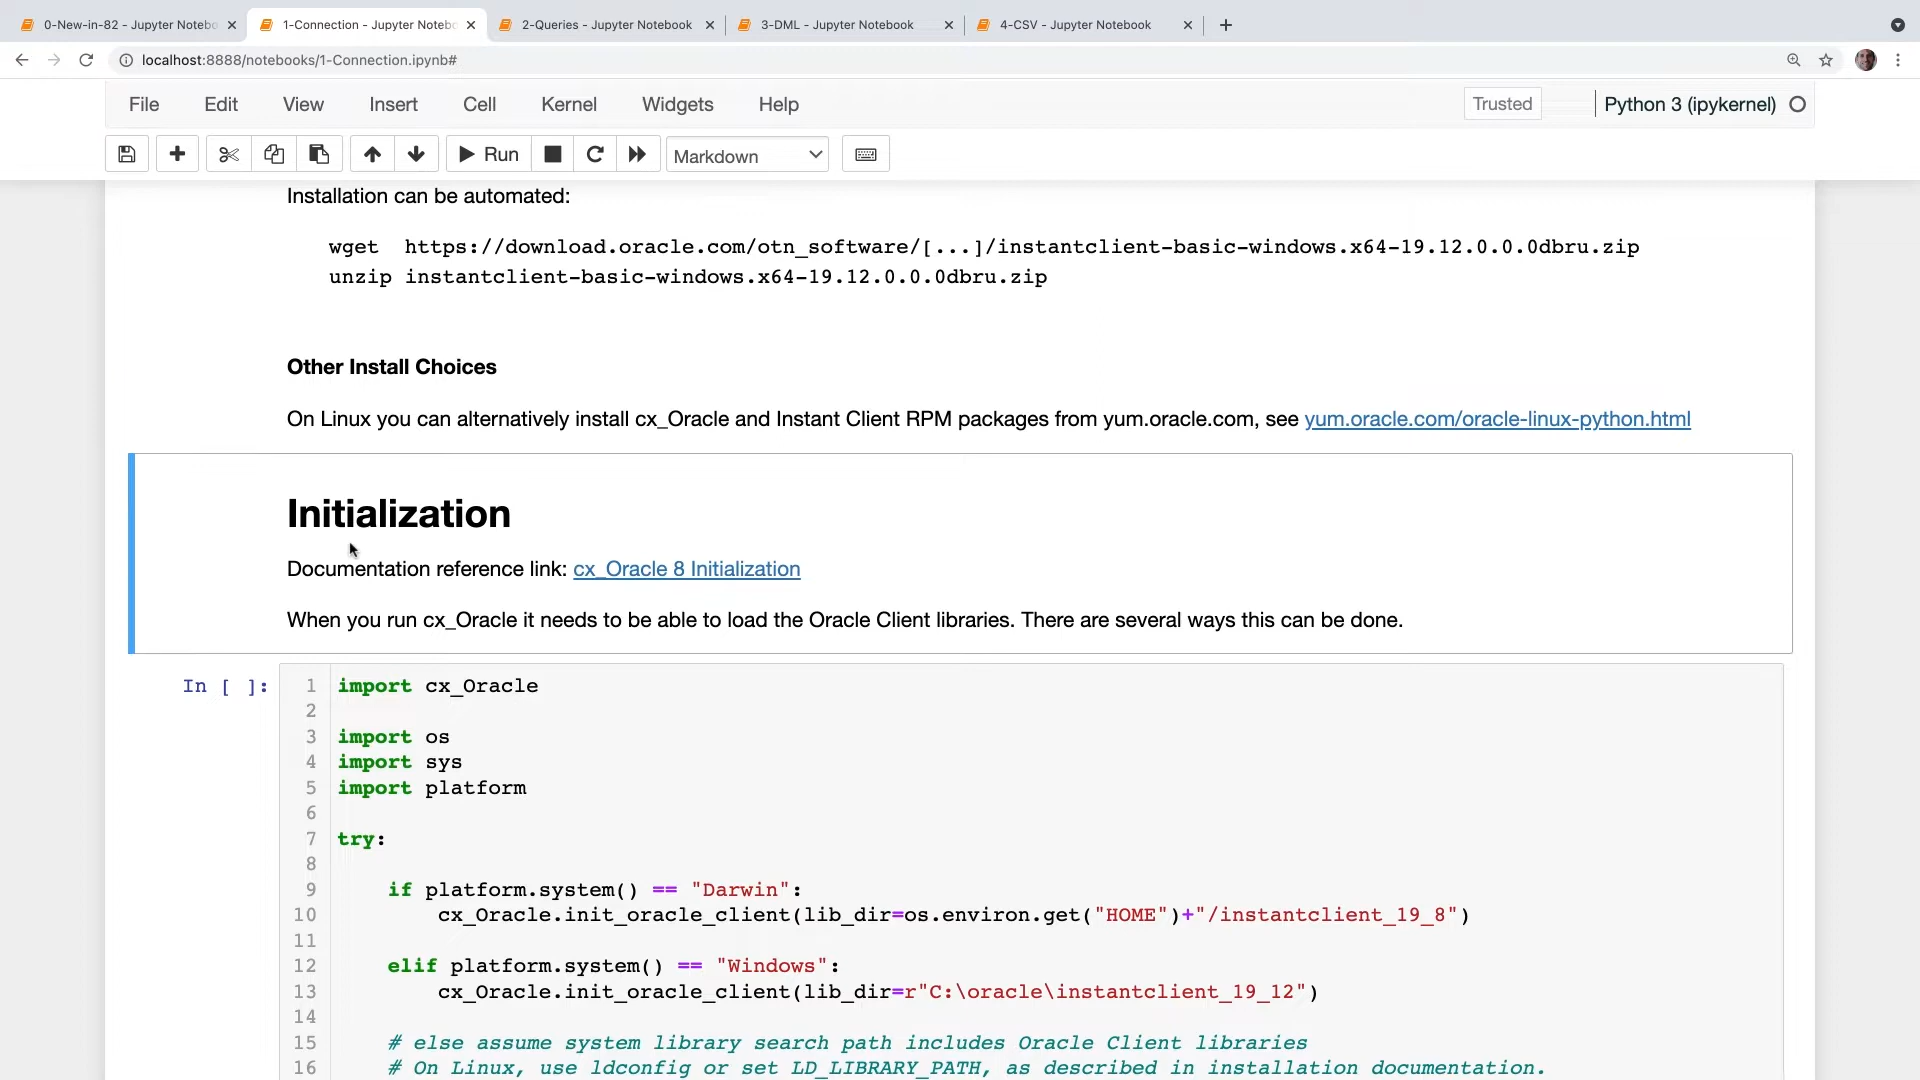 0-New-in-82 - Jupyter Notebo
1-Connection - Jupyter Notebo
2-Queries - Jupyter Notebook
3-DML - Jupyter Notebook
4-CSV - Jupyter Notebook
localhost:8888/notebooks/1-Connection.ipynb#
File Edit View Insert Cell Kernel Widgets Help
Trusted
Python 3 (ipykernel)
Run
Markdown
Installation can be automated:
wget  https://download.oracle.com/otn_software/[...]/instantclient-basic-windows.x64-19.12.0.0.0dbru.zip
unzip instantclient-basic-windows.x64-19.12.0.0.0dbru.zip
Other Install Choices
On Linux you can alternatively install cx_Oracle and Instant Client RPM packages from yum.oracle.com, see yum.oracle.com/oracle-linux-python.html
Initialization
Documentation reference link: cx_Oracle 8 Initialization
When you run cx_Oracle it needs to be able to load the Oracle Client libraries. There are several ways this can be done.
In [ ]:
1 import cx_Oracle
2
3 import os
4 import sys
5 import platform
6
7 try:
8
9     if platform.system() == "Darwin":
10         cx_Oracle.init_oracle_client(lib_dir=os.environ.get("HOME")+"/instantclient_19_8")
11
12     elif platform.system() == "Windows":
13         cx_Oracle.init_oracle_client(lib_dir=r"C:\oracle\instantclient_19_12")
14
15     # else assume system library search path includes Oracle Client libraries
16     # On Linux, use ldconfig or set LD_LIBRARY_PATH, as described in installation documentation.